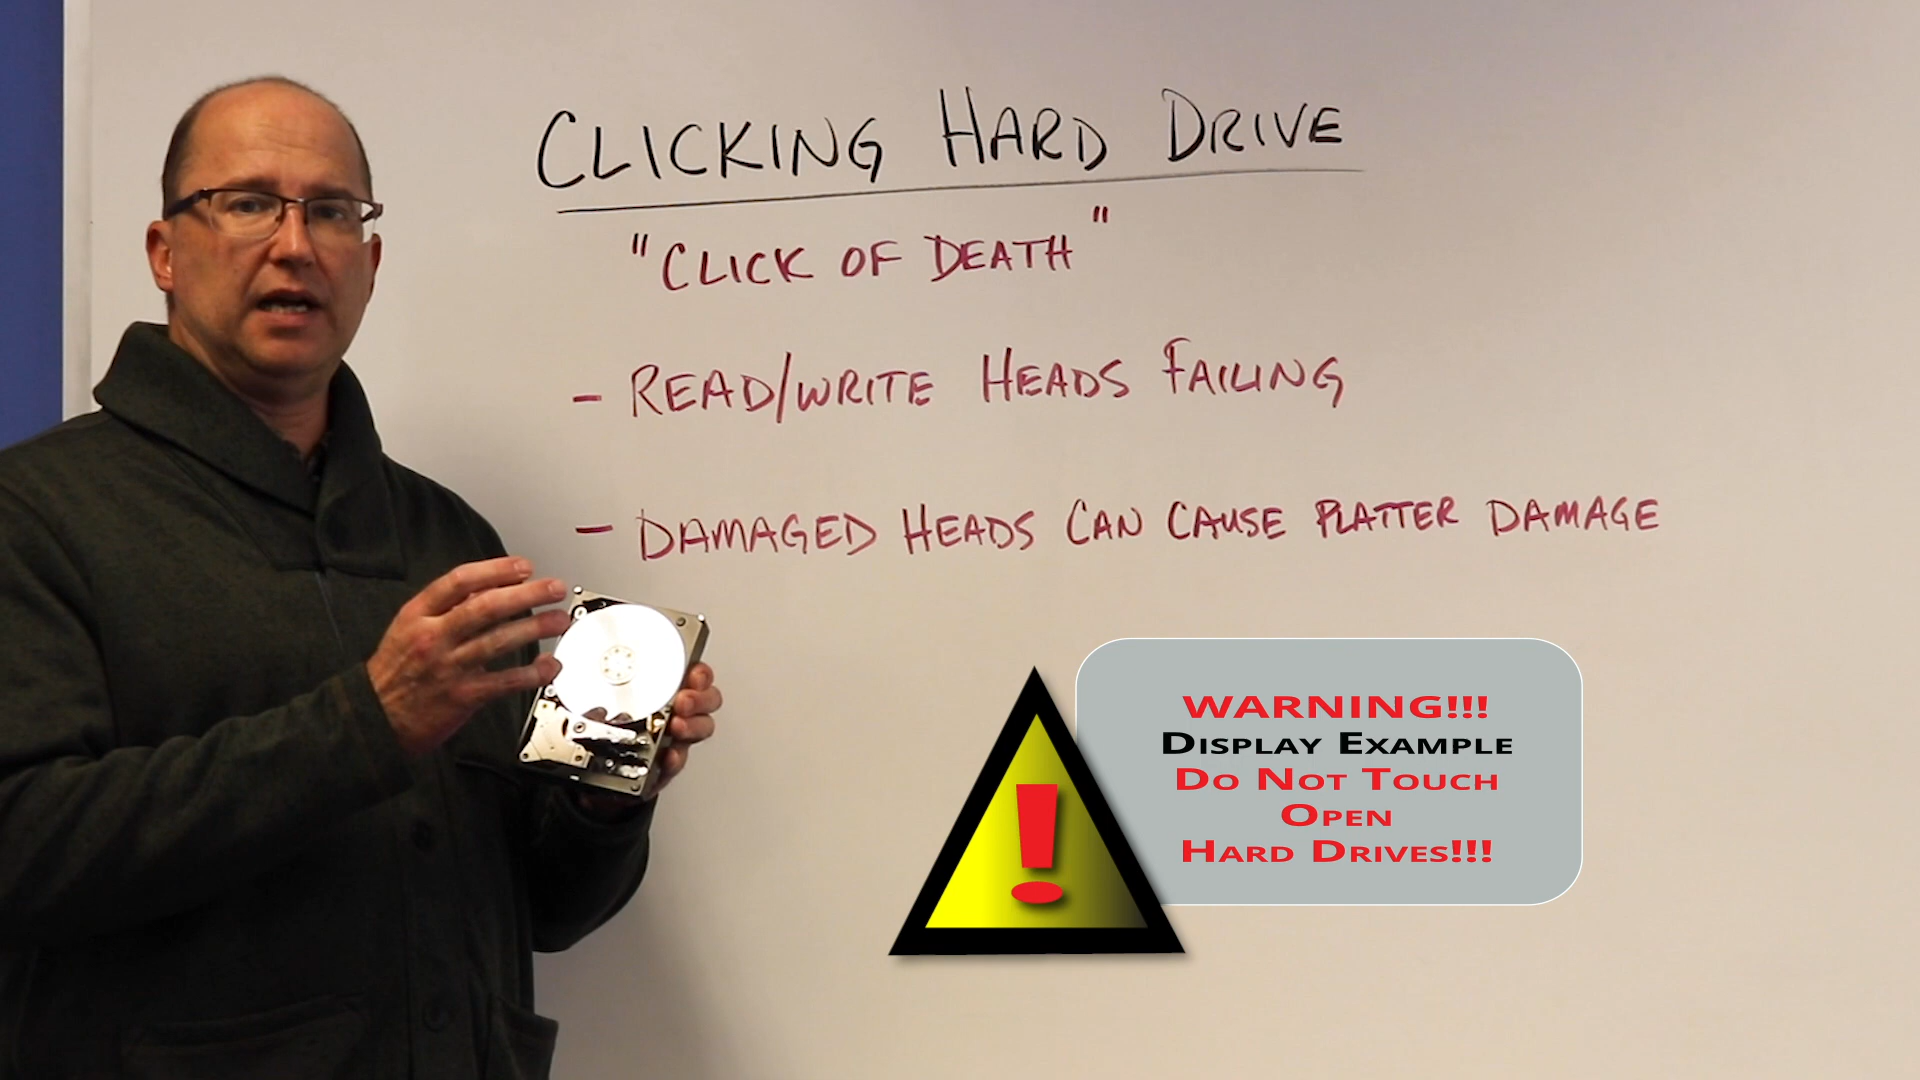 CLICKING HARD DRIVE
"CLICK OF DEATH"
- READ/WRITE HEADS FAILING
- DAMAGED HEADS CAN CAUSE PLATTER DAMAGE
WARNING!!!
DISPLAY EXAMPLE
DO NOT TOUCH
OPEN
HARD DRIVES!!!